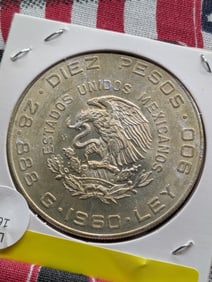 DIEZ PESOS
28.888 G. 1960 LEY 900
ESTADOS UNIDOS MEXICANOS